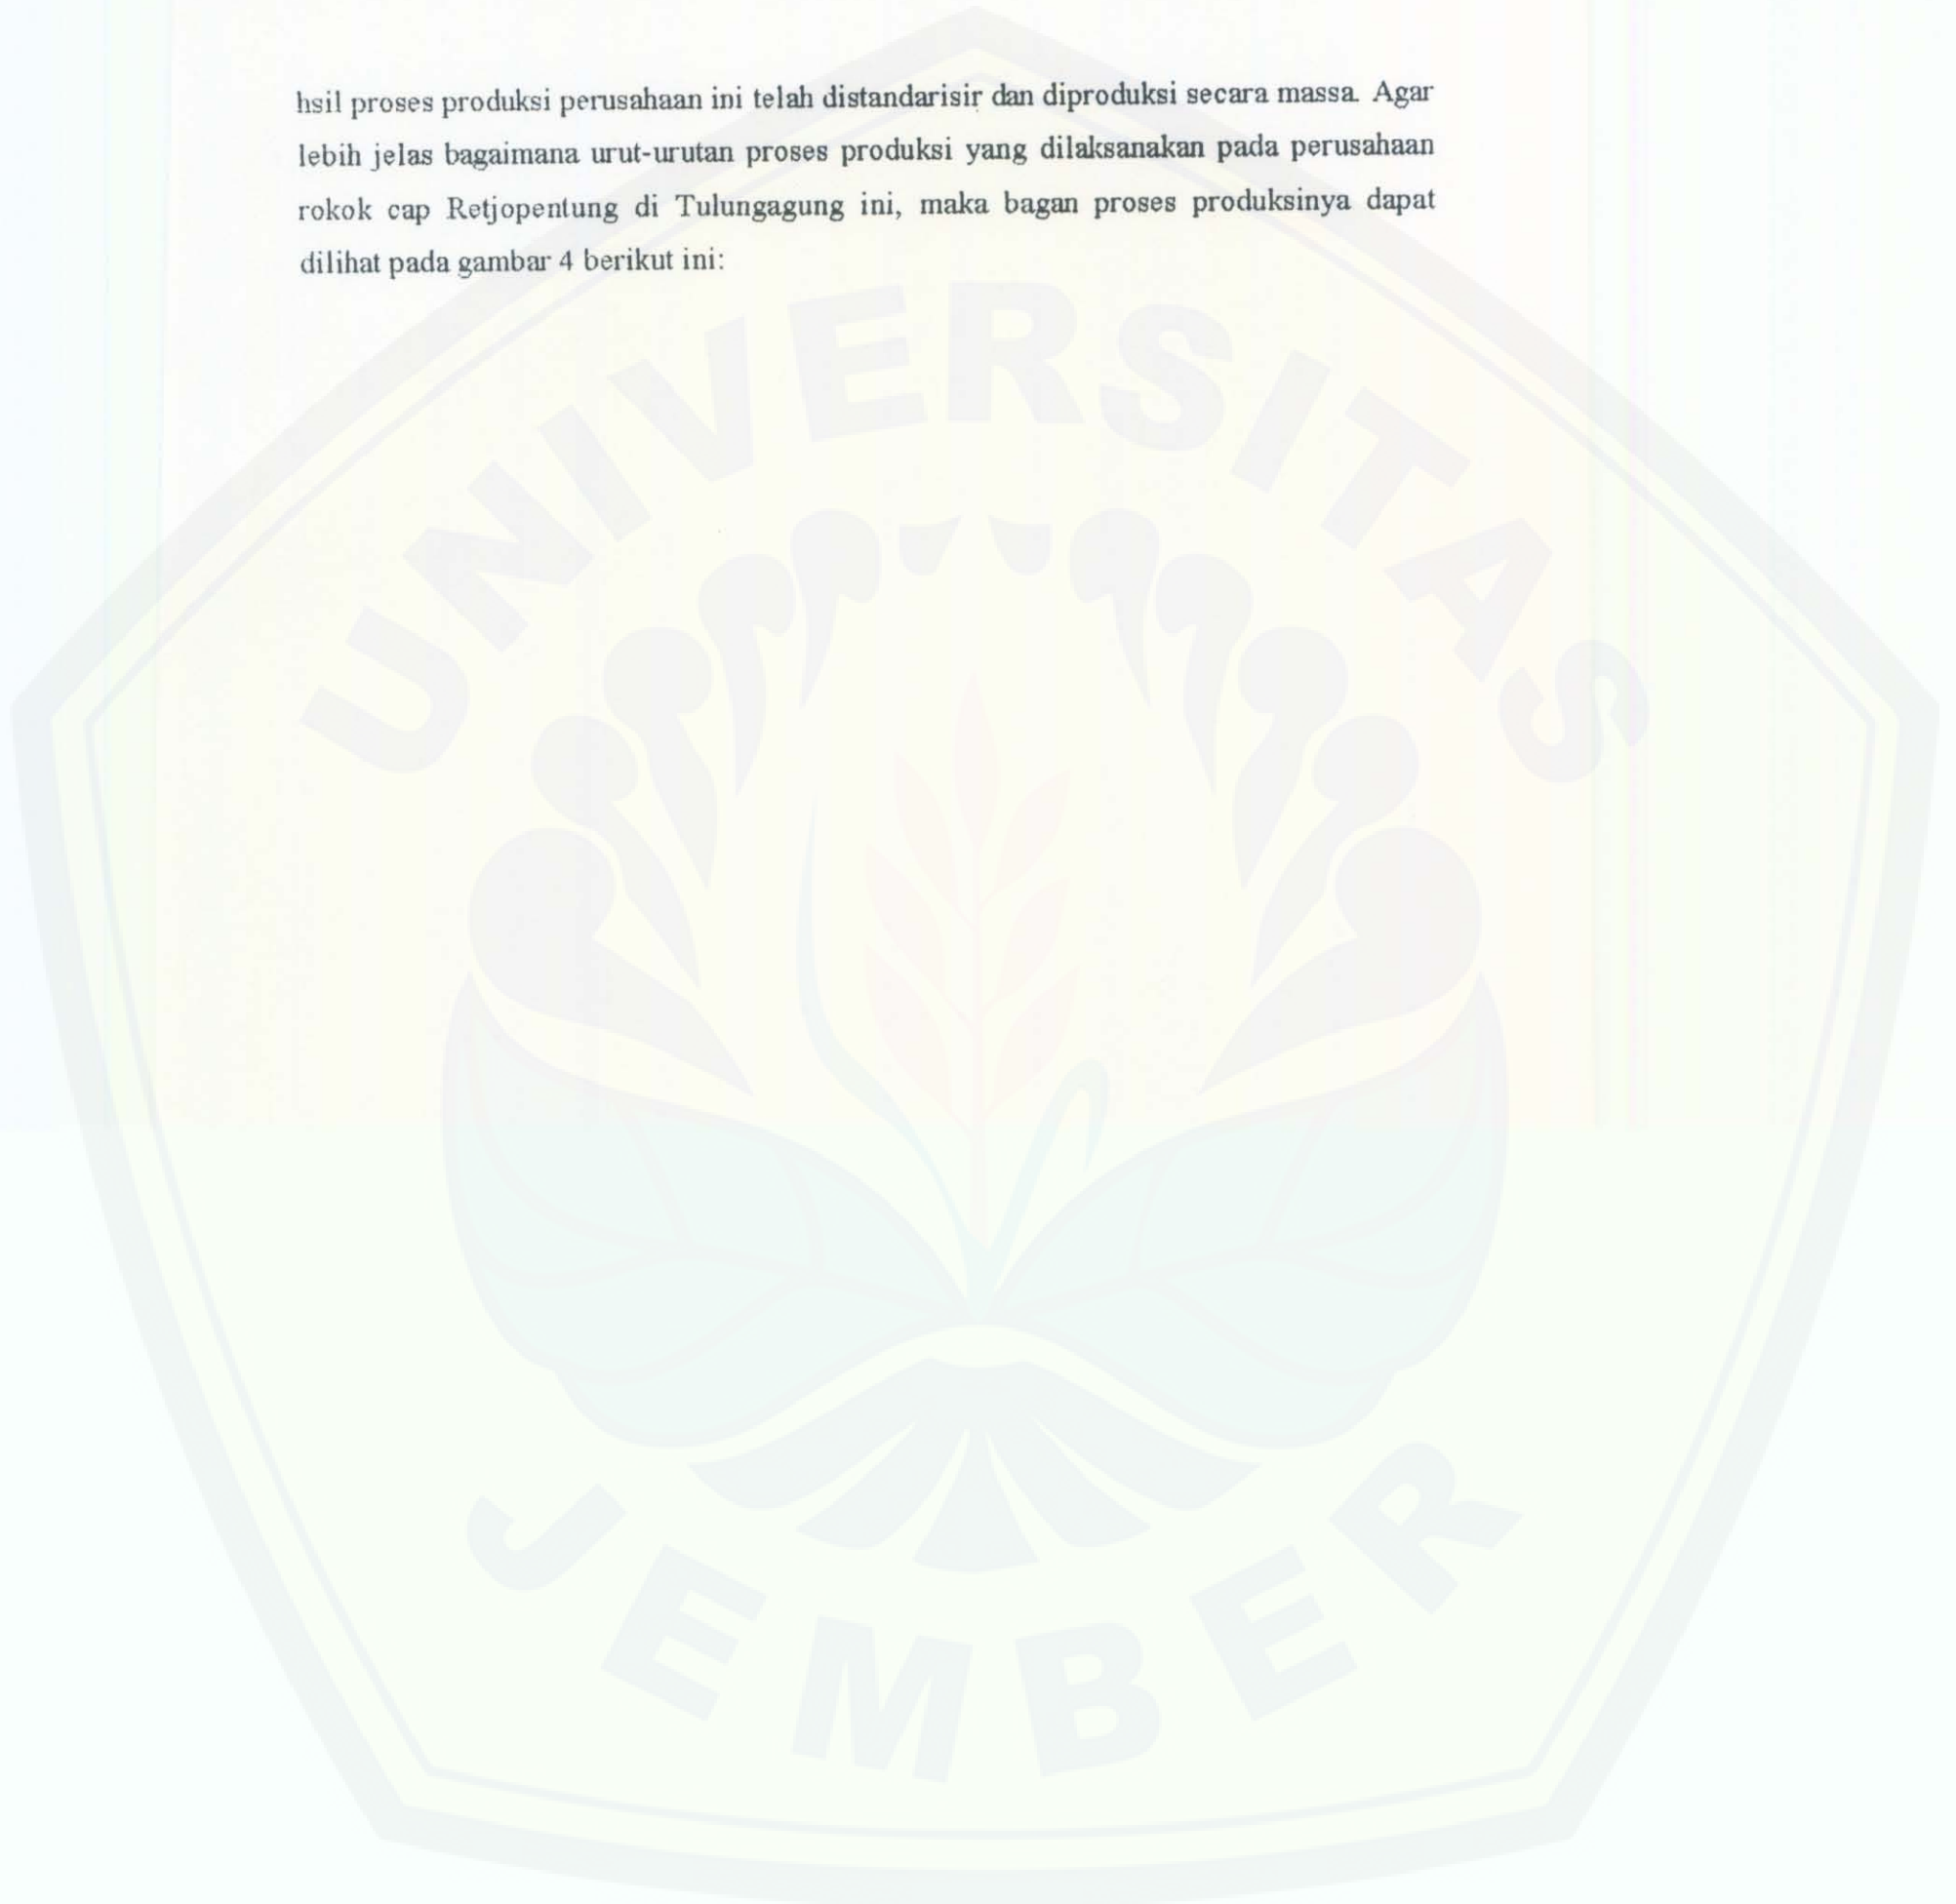 hsil proses produksi perusahaan ini telah distandarisir dan diproduksi secara massa. Agar
lebih jelas bagaimana urut-urutan proses produksi yang dilaksanakan pada perusahaan
rokok cap Retjopentung di Tulungagung ini, maka bagan proses produksinya dapat
dilihat pada gambar 4 berikut ini:
UNIVERSITAS
JEMBER